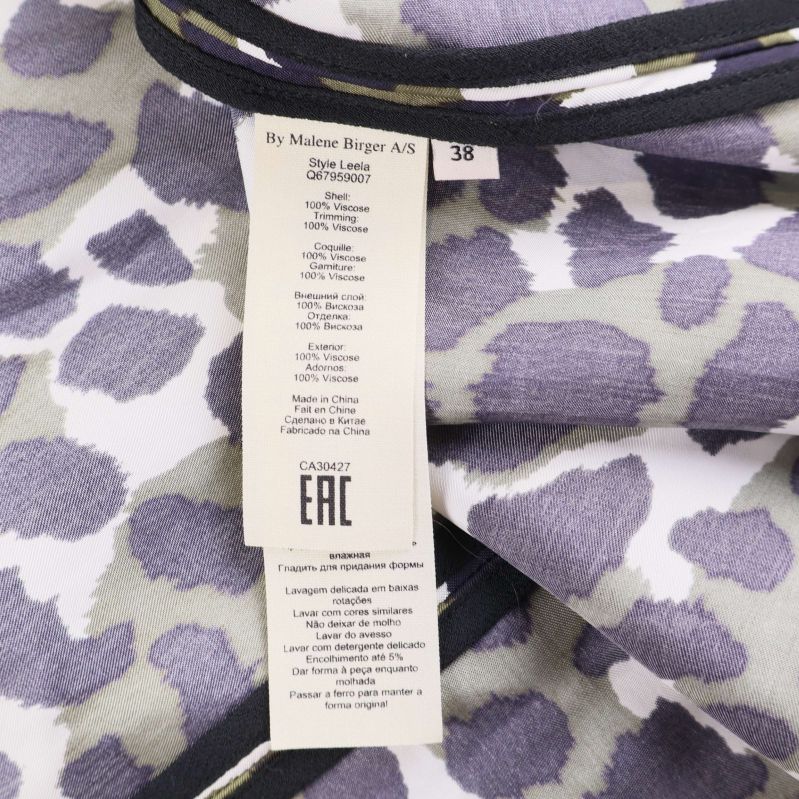 By Malene Birger A/S
38
Style Leela
Q67959007
Shell:
100% Viscose
Trimming:
100% Viscose
Coquille:
100% Viscose
Garniture:
100% Viscose
Внешний слой:
100% Вискоза
Отделка:
100% Вискоза
Exterior:
100% Viscose
Adornos:
100% Viscose
Made in China
Fait en Chine
Сделано в Китае
Fabricado na China
CA30427
EAC
влажная
Гладить для придания формы
Lavagem delicada em baixas
rotações
Lavar com cores similares
Não deixar de molho
Lavar do avesso
Lavar com detergente delicado
Encolhimento até 5%
Dar forma à peça enquanto
molhada
Passar a ferro para manter a
forma original